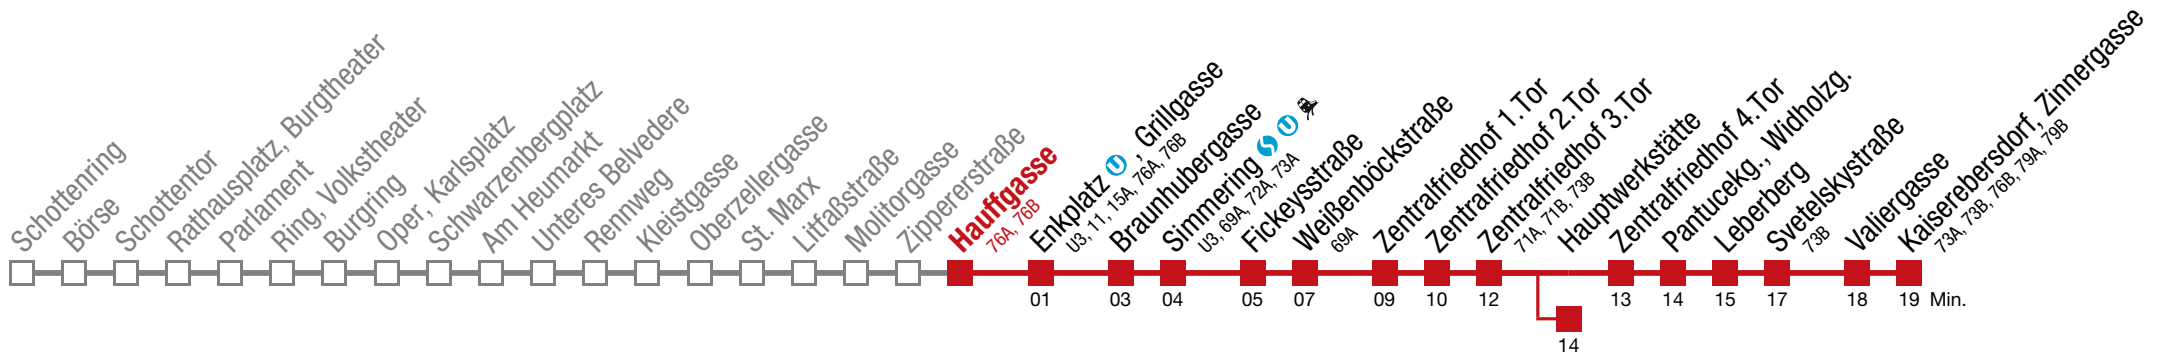 Schottenring
Börse
Schottentor
Rathausplatz, Burgtheater
Parlament
Ring, Volkstheater
Burgring
Oper, Karlsplatz
Schwarzenbergplatz
Am Heumarkt
Unteres Belvedere
Rennweg
Kleistgasse
Oberzellergasse
St. Marx
Litfaßstraße
Molitorgasse
Zippererstraße
Hauffgasse
76A, 76B
Enkplatz U , Grillgasse
U3, 11, 15A, 76A, 76B
Braunhubergasse
Simmering S U
U3, 69A, 72A, 73A
Fickeysstraße
Weißenböckstraße
69A
Zentralfriedhof 1.Tor
Zentralfriedhof 2.Tor
Zentralfriedhof 3.Tor
71A, 71B, 73B
Hauptwerkstätte
Zentralfriedhof 4.Tor
Pantucekg., Widholzg.
Leberberg
Svetelskystraße
73B
Valiergasse
Kaiserebersdorf, Zinnergasse
73A, 73B, 76B, 79A, 79B
01 03 04 05 07 09 10 12 13 14 15 17 18 19 Min.
14